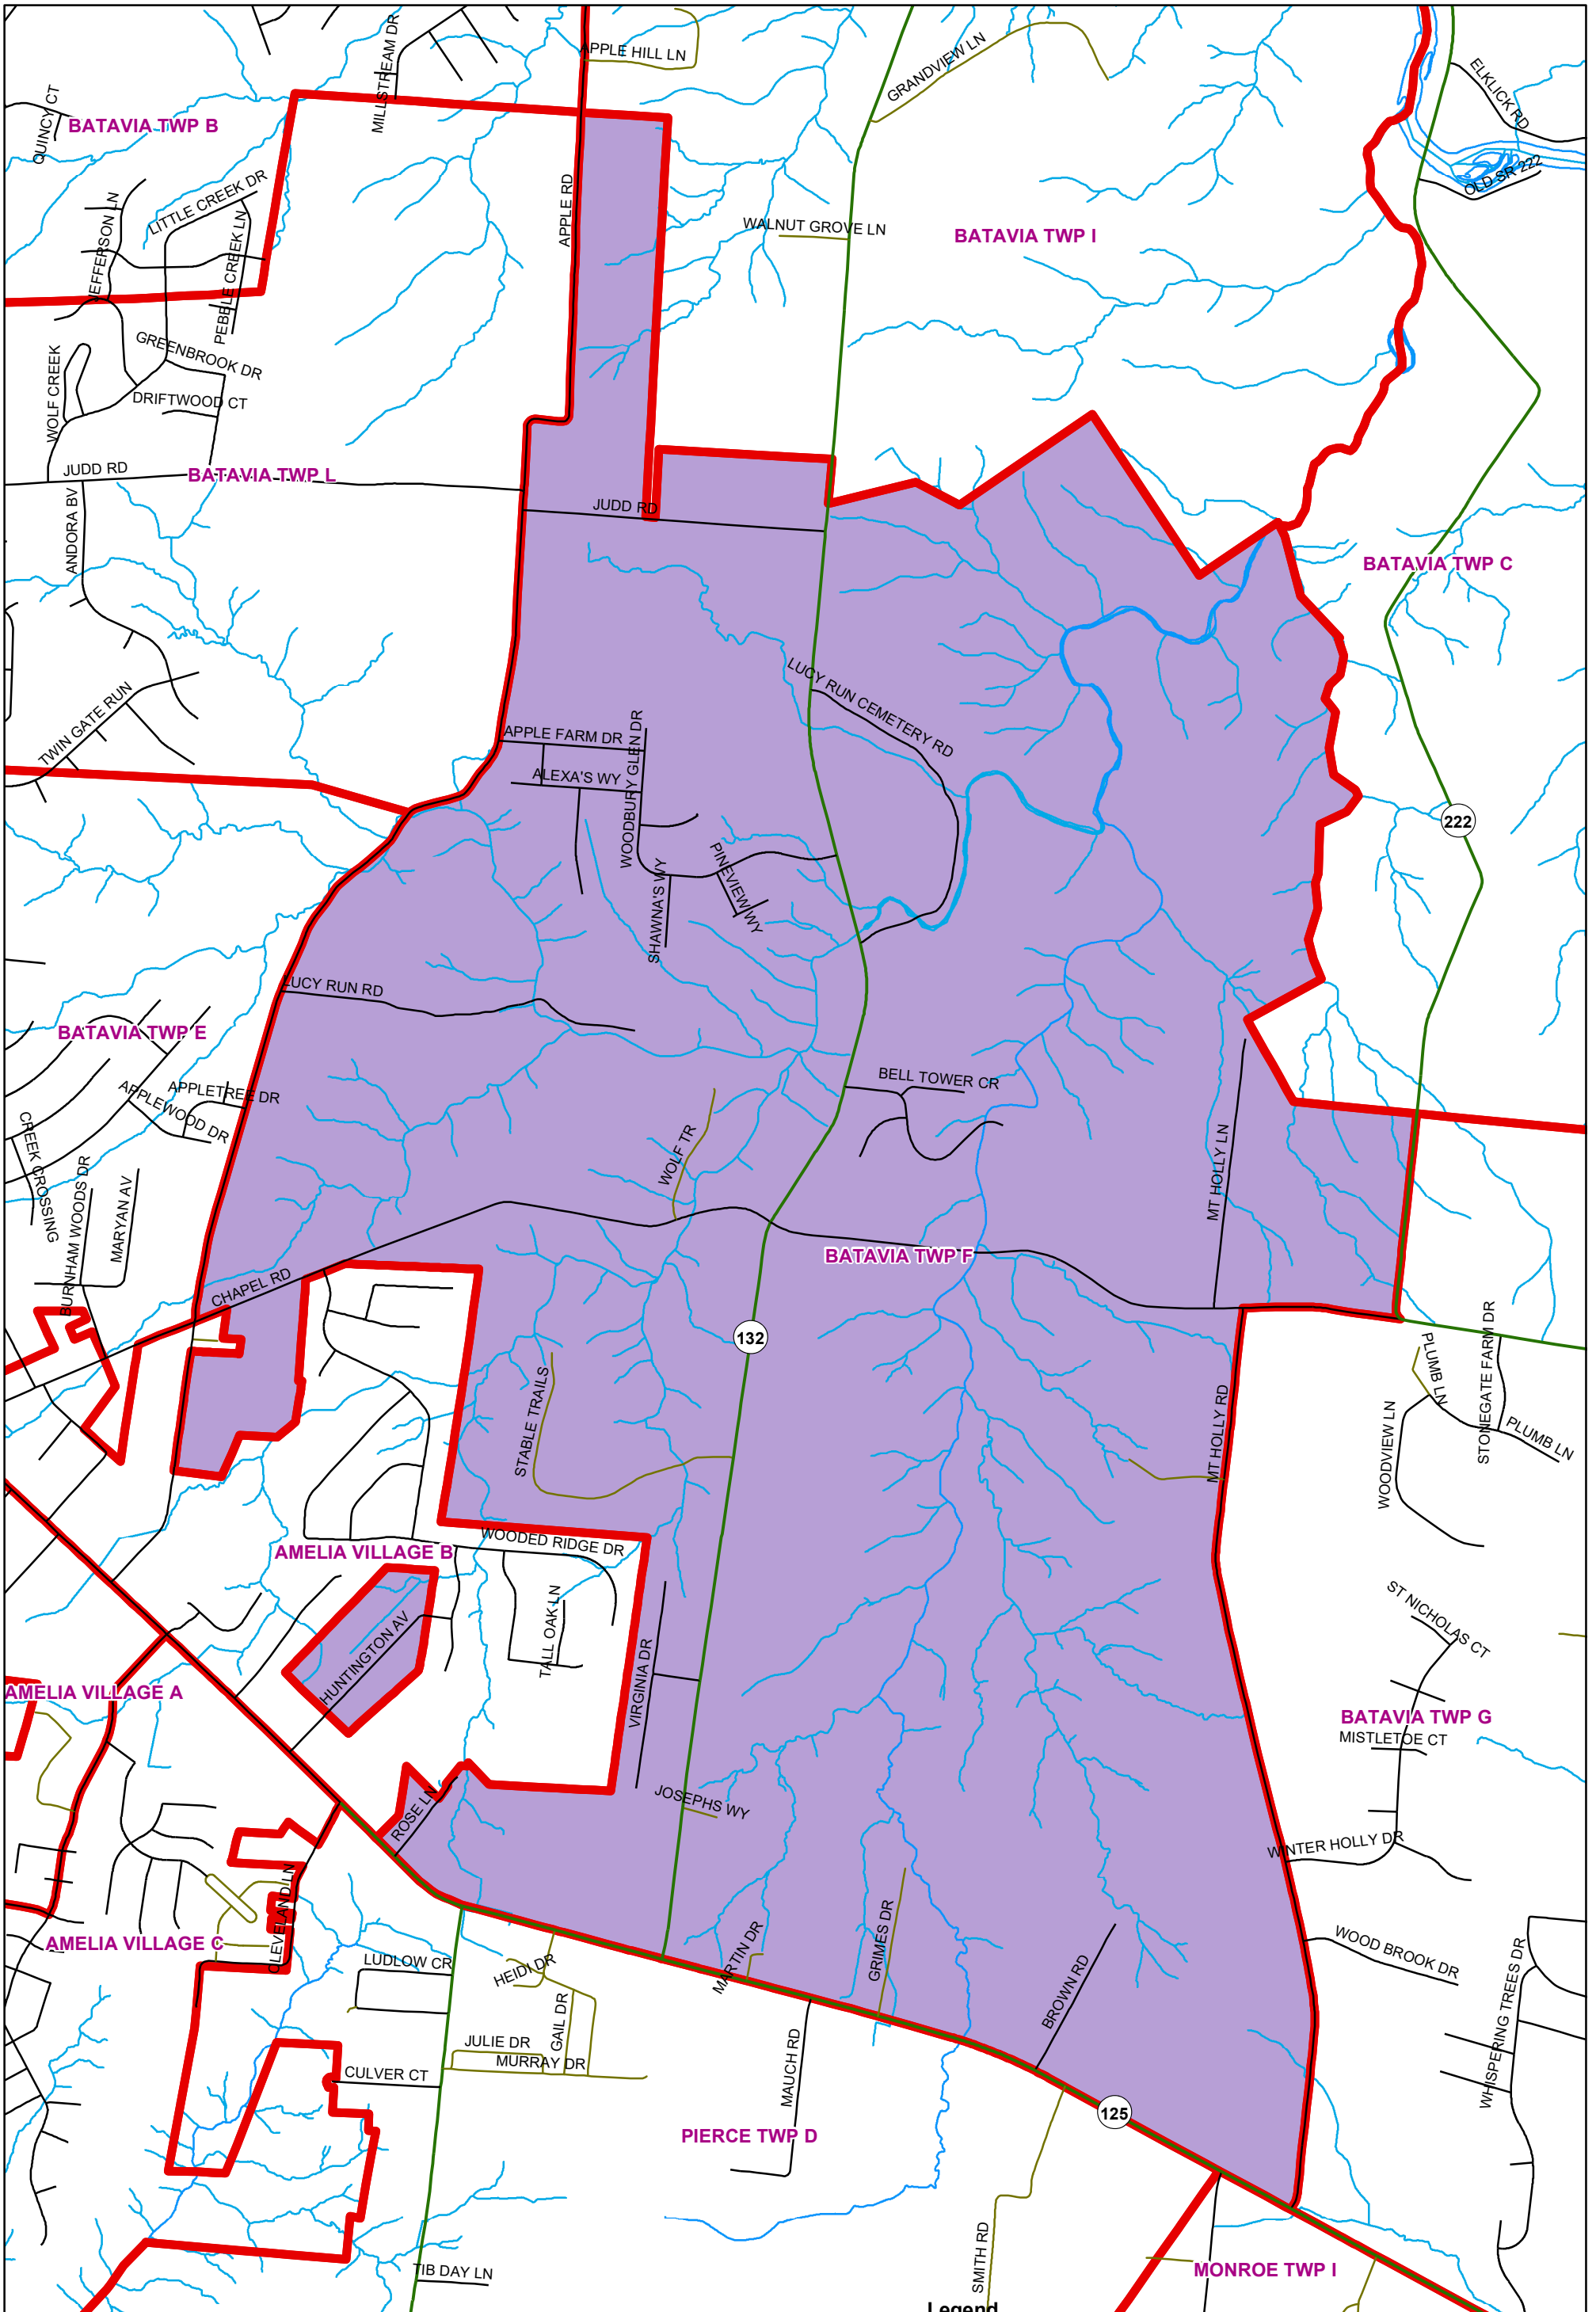 APPLE HILL LN
MILLSTREAM DR
GRANDVIEW LN
ELKLICK RD
QUINCY CT
BATAVIA TWP B
OLD SR 222
LITTLE CREEK DR
JEFFERSON LN
PEBBLE CREEK LN
APPLE RD
WALNUT GROVE LN
BATAVIA TWP I
GREENBROOK DR
WOLF CREEK
DRIFTWOOD CT
JUDD RD
BATAVIA TWP L
JUDD RD
ANDORA BV
BATAVIA TWP C
LUCY RUN CEMETERY RD
TWIN GATE RUN
APPLE FARM DR
WOODBURY GLEN DR
ALEXA'S WY
222
PINEVIEW WY
SHAWNA'S WY
LUCY RUN RD
BATAVIA TWP E
APPLETREE DR
APPLEWOOD DR
BELL TOWER CR
CREEK CROSSING
BURNHAM WOODS DR
MARYAN AV
WOLF TR
MT HOLLY LN
BATAVIA TWP F
CHAPEL RD
132
PLUMB LN
STONEGATE FARM DR
STABLE TRAILS
MT HOLLY RD
WOODVIEW LN
PLUMB LN
WOODED RIDGE DR
AMELIA VILLAGE B
TALL OAK LN
HUNTINGTON AV
VIRGINIA DR
ST NICHOLAS CT
AMELIA VILLAGE A
BATAVIA TWP G
MISTLETOE CT
JOSEPHS WY
ROSE LN
WINTER HOLLY DR
CLEVELAND LN
AMELIA VILLAGE C
LUDLOW CR
HEIDI DR
MARTIN DR
GRIMES DR
BROWN RD
WOOD BROOK DR
WHISPERING TREES DR
GAIL DR
JULIE DR
MURRAY DR
CULVER CT
MAUCH RD
125
PIERCE TWP D
SMITH RD
TIB DAY LN
MONROE TWP I
Legend